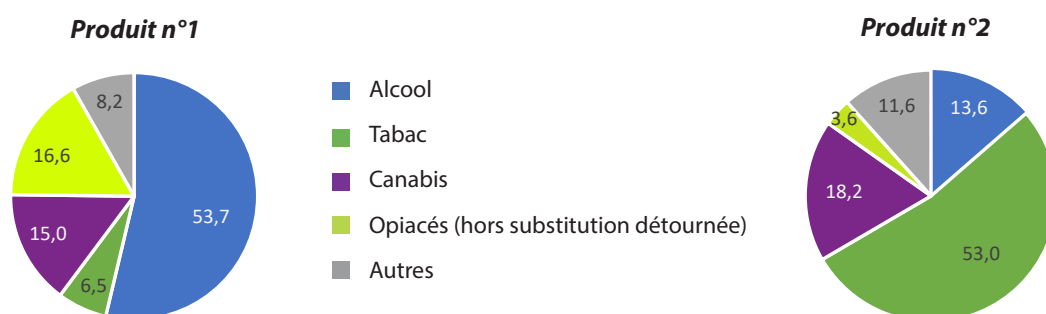 Produit n°1
Produit n°2
8,2
16,6
53,7
15,0
6,5
Alcool
Tabac
Canabis
Opiacés (hors substitution détournée)
Autres
11,6
13,6
3,6
18,2
53,0